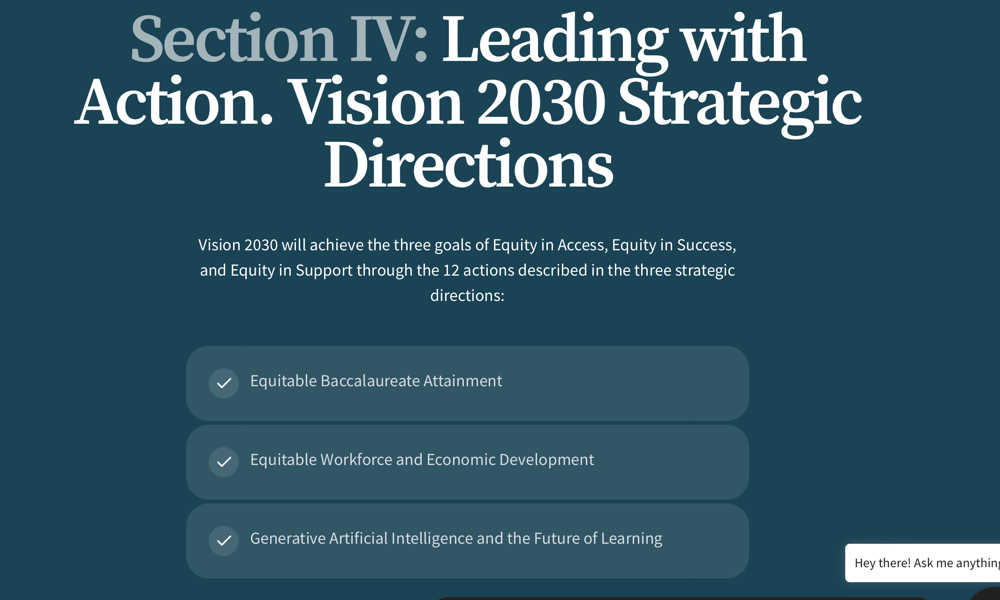 Section IV: Leading with
Action. Vision 2030 Strategic
Directions
Vision 2030 will achieve the three goals of Equity in Access, Equity in Success,
and Equity in Support through the 12 actions described in the three strategic
directions:
Equitable Baccalaureate Attainment
Equitable Workforce and Economic Development
Generative Artificial Intelligence and the Future of Learning
Hey there! Ask me anything